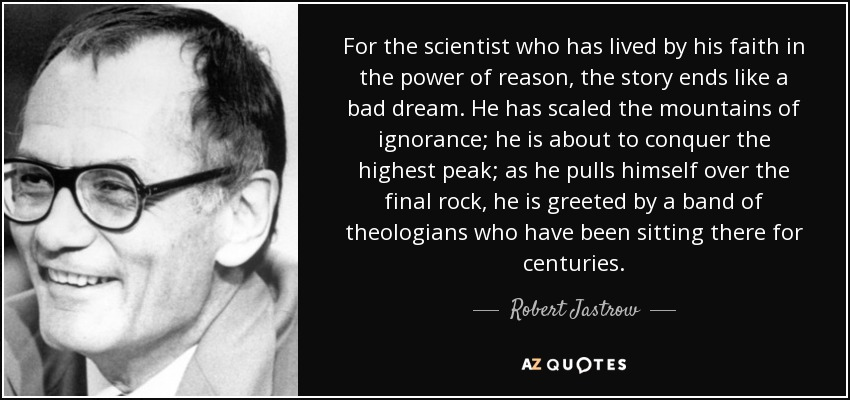 For the scientist who has lived by his faith in
the power of reason, the story ends like a
bad dream. He has scaled the mountains of
ignorance; he is about to conquer the
highest peak; as he pulls himself over the
final rock, he is greeted by a band of
theologians who have been sitting there for
centuries.
Robert Jastrow
AZ QUOTES